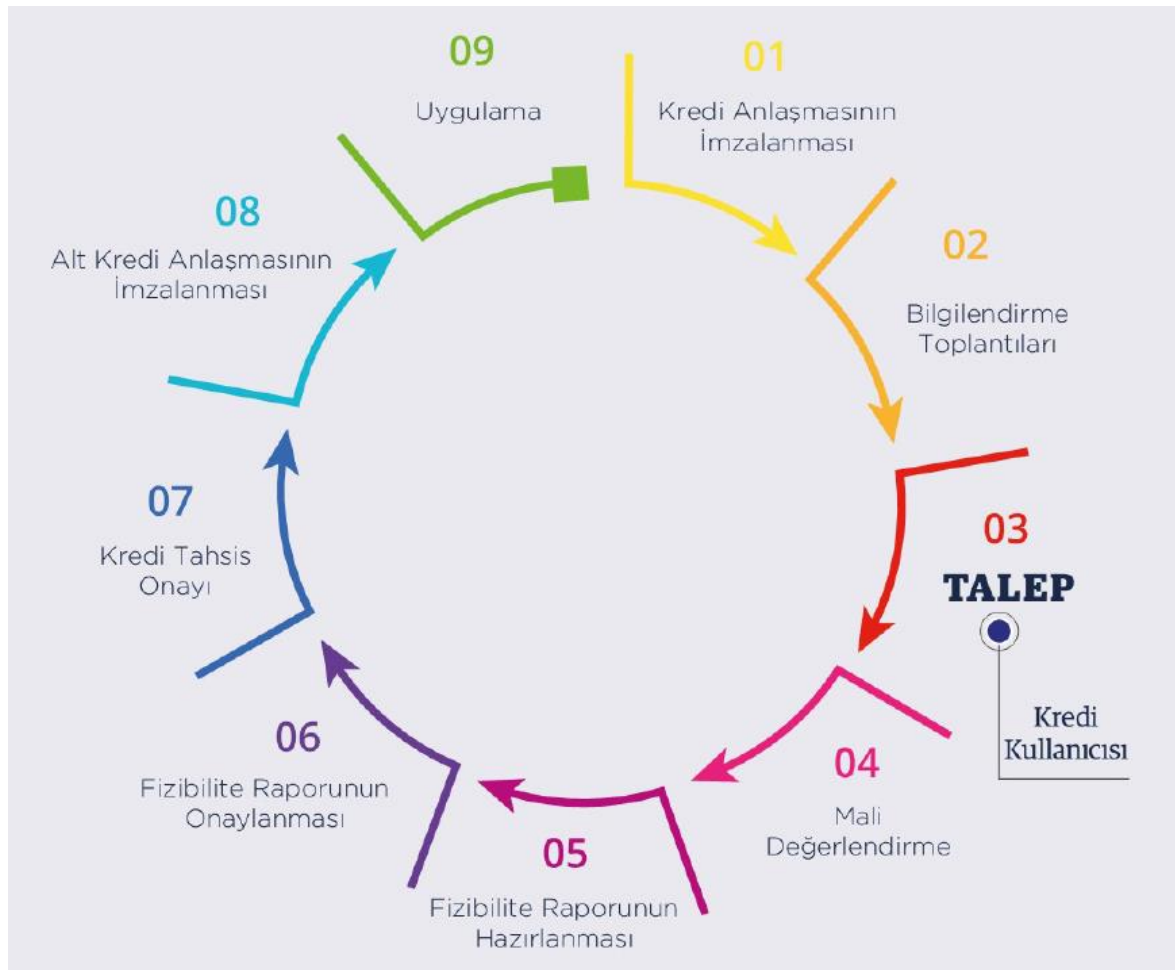 01
Kredi Anlaşmasının
İmzalanması
02
Bilgilendirme
Toplantıları
03
TALEP
Kredi
Kullanıcısı
04
Mali
Değerlendirme
05
Fizibilite Raporunun
Hazırlanması
06
Fizibilite Raporunun
Onaylanması
07
Kredi Tahsis
Onayı
08
Alt Kredi Anlaşmasının
İmzalanması
09
Uygulama